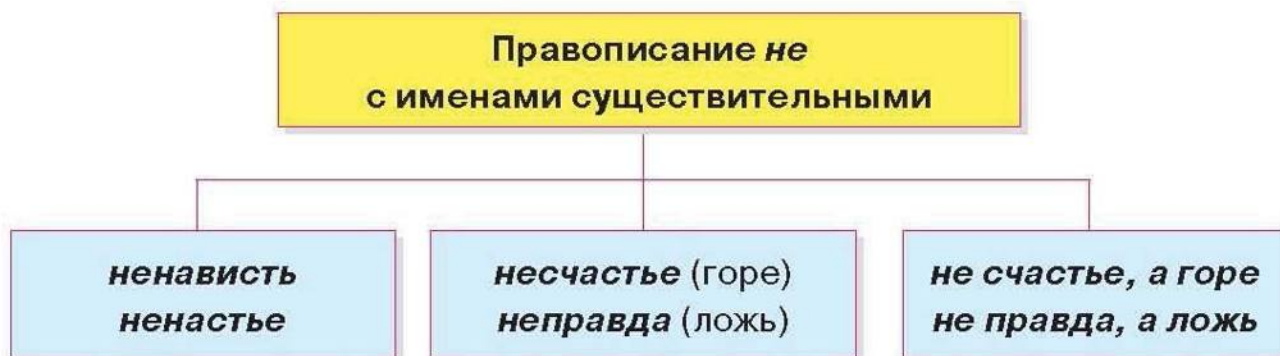 Правописание не
с именами существительными
ненависть
ненастье
несчастье (горе)
неправда (ложь)
не счастье, а горе
не правда, а ложь